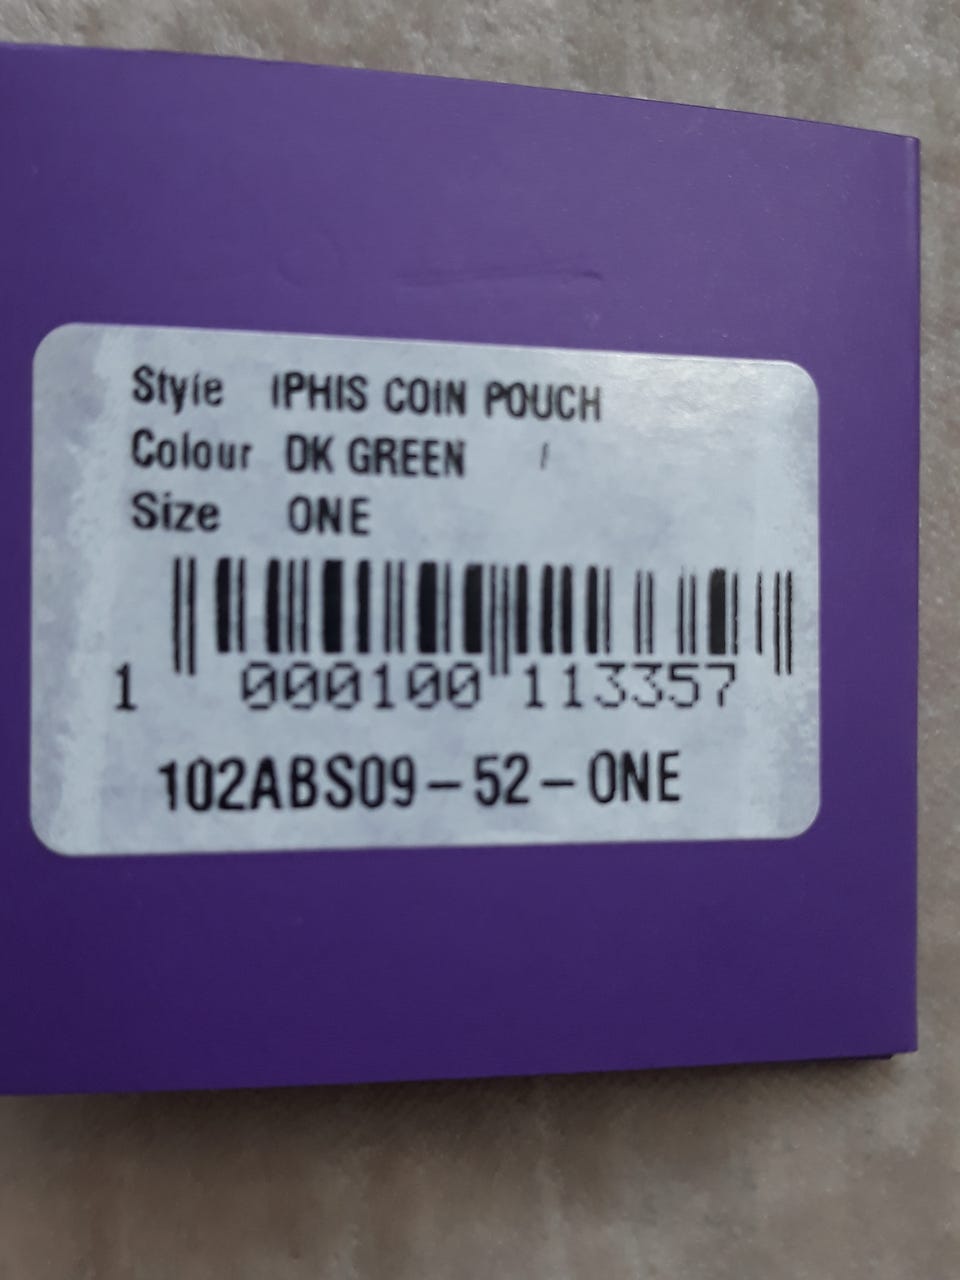 Style IPHIS COIN POUCH
Colour DK GREEN
Size ONE
1 000100 113357
102ABS09-52-ONE